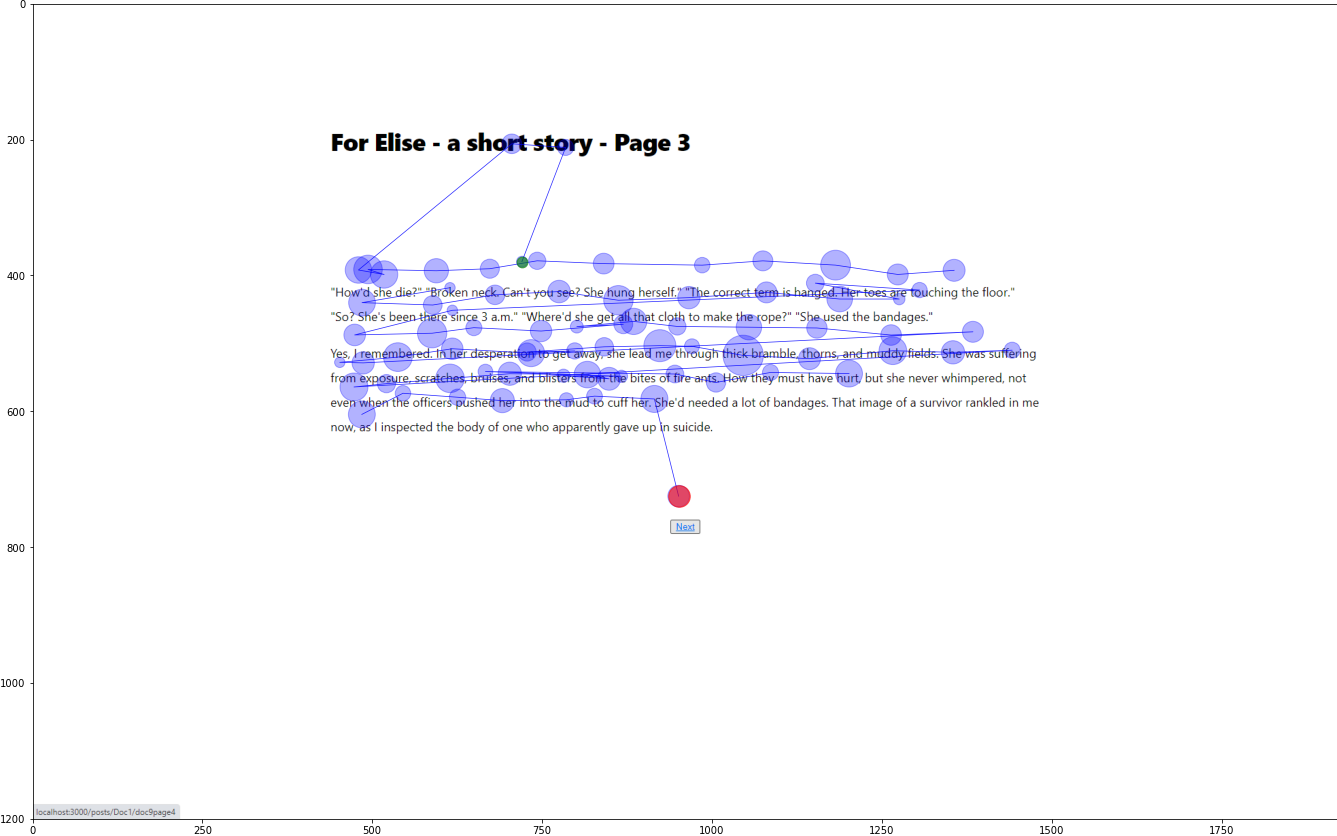 0
200
For Elise - a short story - Page 3
400
"How'd she die?" "Broken neck. Can't you see? She hung herself." "The correct term is hanged. Her toes are touching the floor."
"So? She's been there since 3 a.m." "Where'd she get all that cloth to make the rope?" "She used the bandages."
Yes, I remembered. In her desperation to get away, she lead me through thick bramble, thorns, and muddy fields. She was suffering
from exposure, scratches, bruises, and blisters from the bites of fire ants. How they must have hurt, but she never whimpered, not
600
even when the officers pushed her into the mud to cuff her. She'd needed a lot of bandages. That image of a survivor rankled in me
now, as I inspected the body of one who apparently gave up in suicide.
Next
800
1000
localhost:3000/posts/Doc1/doc9page4
1200
0 250 500 750 1000 1250 1500 1750